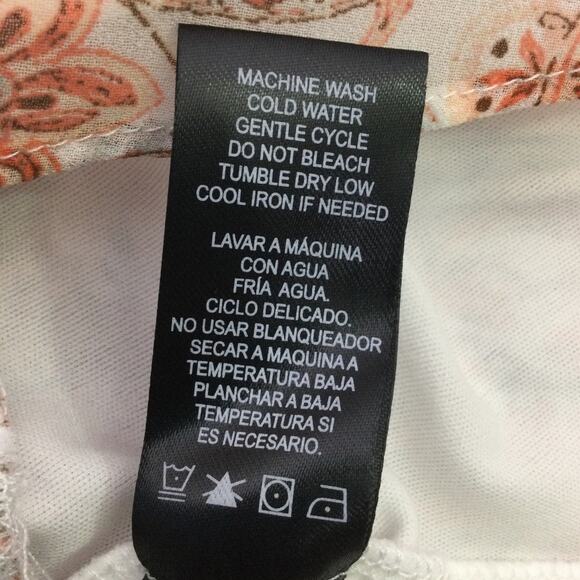 MACHINE WASH
COLD WATER
GENTLE CYCLE
DO NOT BLEACH
TUMBLE DRY LOW
COOL IRON IF NEEDED
LAVAR A MÁQUINA
CON AGUA
FRÍA AGUA.
CICLO DELICADO.
NO USAR BLANQUEADOR
SECAR A MAQUINA A
TEMPERATURA BAJA
PLANCHAR A BAJA
TEMPERATURA SI
ES NECESARIO.